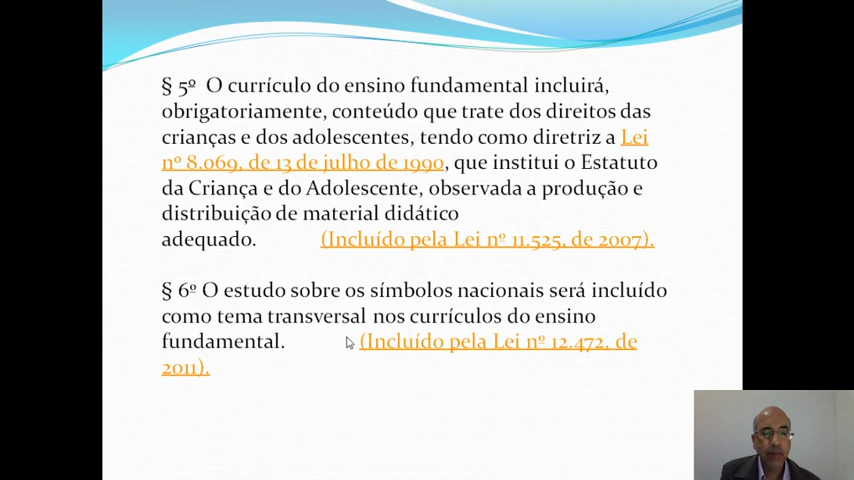 § 5º O currículo do ensino fundamental incluirá,
obrigatoriamente, conteúdo que trate dos direitos das
crianças e dos adolescentes, tendo como diretriz a Lei
nº 8.069, de 13 de julho de 1990, que institui o Estatuto
da Criança e do Adolescente, observada a produção e
distribuição de material didático
adequado. (Incluído pela Lei nº 11.525, de 2007).
§ 6º O estudo sobre os símbolos nacionais será incluído
como tema transversal nos currículos do ensino
fundamental. (Incluído pela Lei nº 12.472, de
2011).